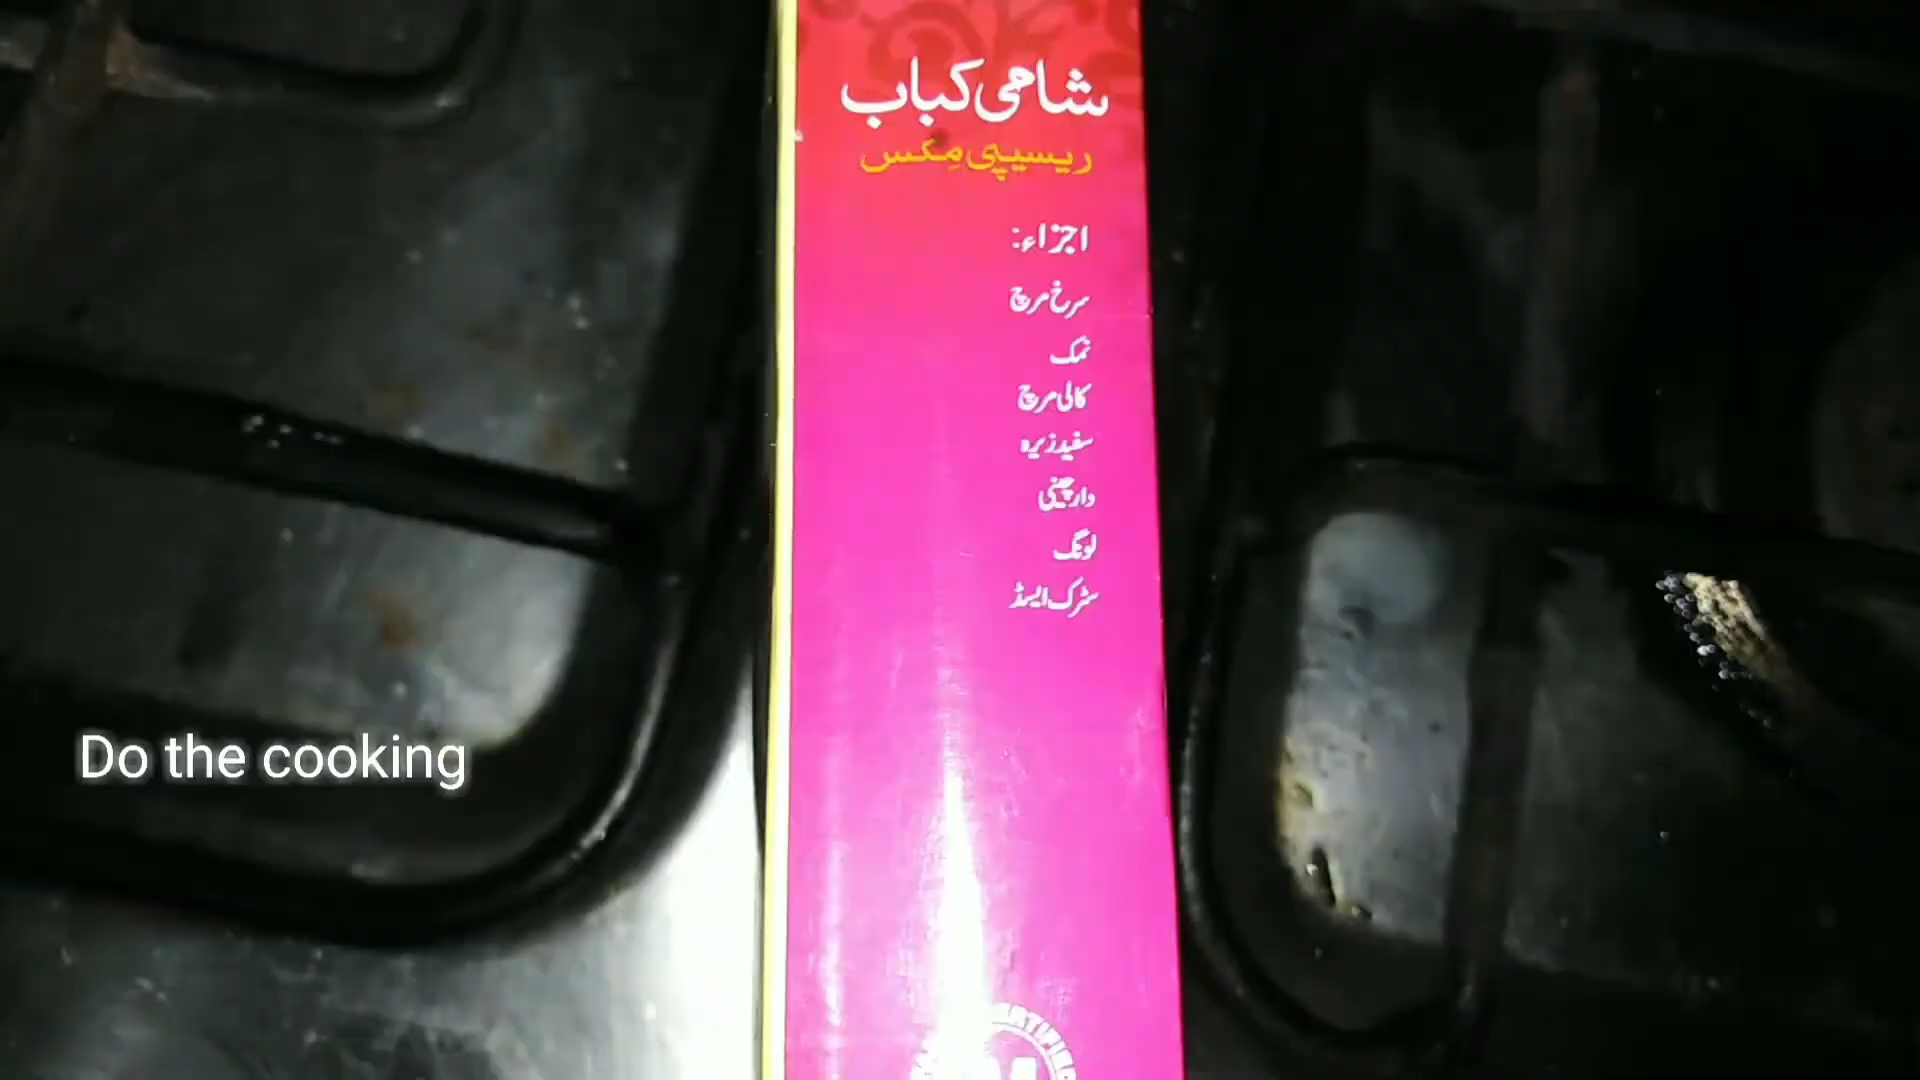 شامی کباب
ریسیپی مِکس
اجزاء:
سرخ مرچ
نمک
کالی مرچ
سفید زیرہ
دار چینی
لونگ
سٹرک ایسڈ
Do the cooking